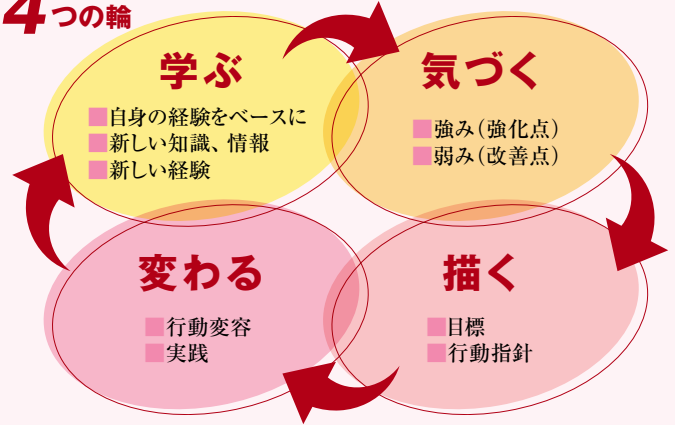 4つの輪
学ぶ
■自身の経験をベースに
■新しい知識、情報
■新しい経験
気づく
■強み(強化点)
■弱み(改善点)
変わる
■行動変容
■実践
描く
■目標
■行動指針